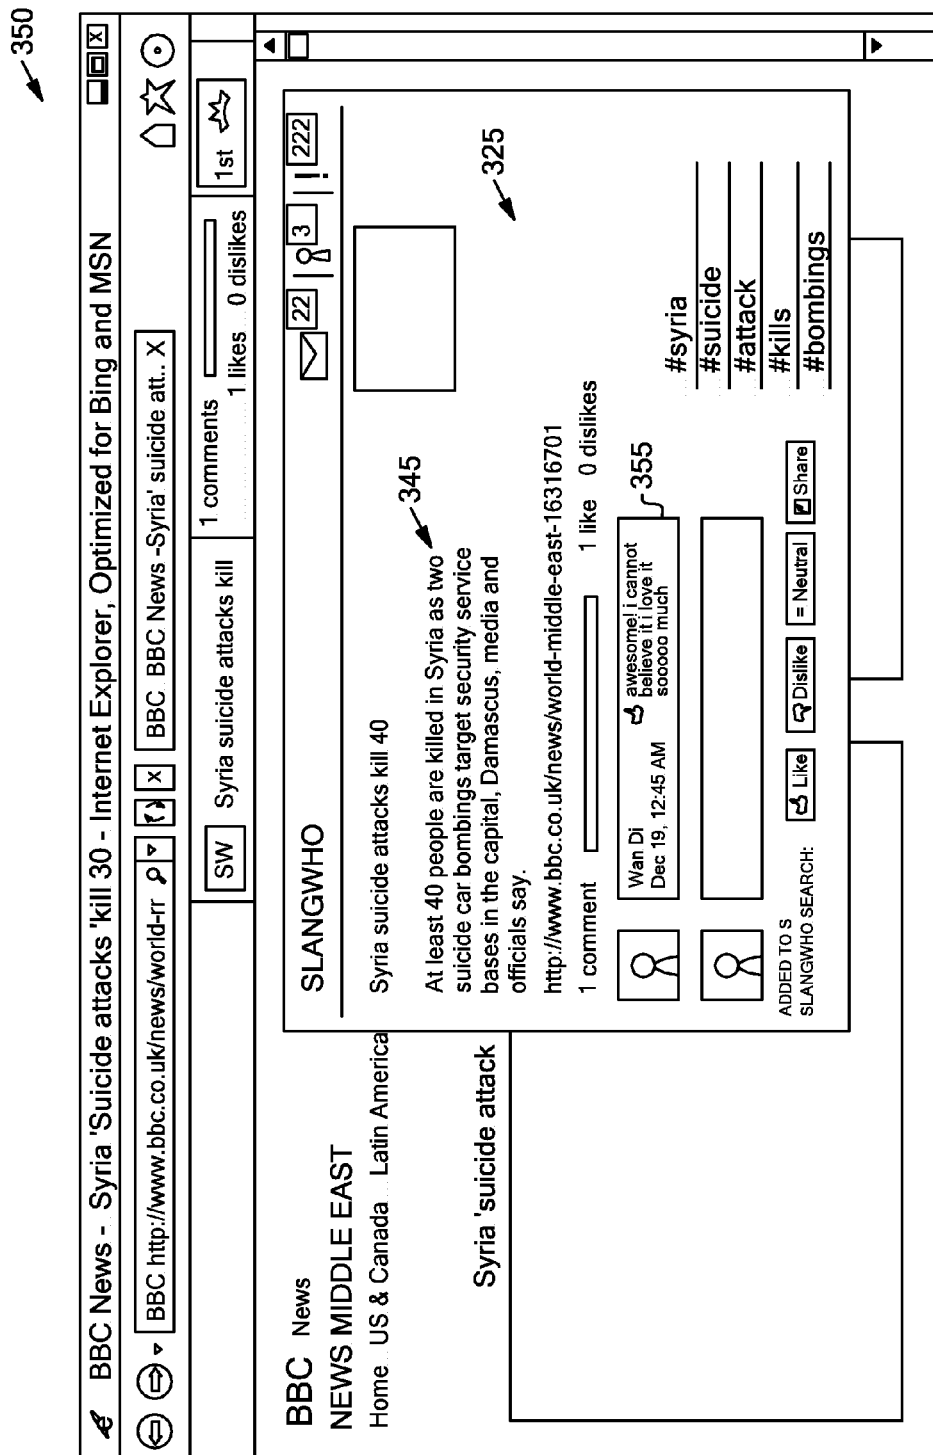 350
BBC News - Syria 'Suicide attacks 'kill 30 - Internet Explorer, Optimized for Bing and MSN
BBC http://www.bbc.co.uk/news/world-rr
X
BBC BBC News -Syria' suicide att.. X
SW
Syria suicide attacks kill
1 comments
1 likes 0 dislikes
1st
BBC News
NEWS MIDDLE EAST
Home US & Canada Latin America
Syria 'suicide attack
SLANGWHO
22
3
! 222
Syria suicide attacks kill 40
345
325
At least 40 people are killed in Syria as two
suicide car bombings target security service
bases in the capital, Damascus, media and
officials say.
http://www.bbc.co.uk/news/world-middle-east-16316701
1 comment
1 like 0 dislikes
Wan Di
Dec 19, 12:45 AM
awesome! i cannot
believe it i love it
sooooo much
355
#syria
#suicide
#attack
#kills
#bombings
ADDED TO S
SLANGWHO SEARCH:
Like
Dislike
= Neutral
Share